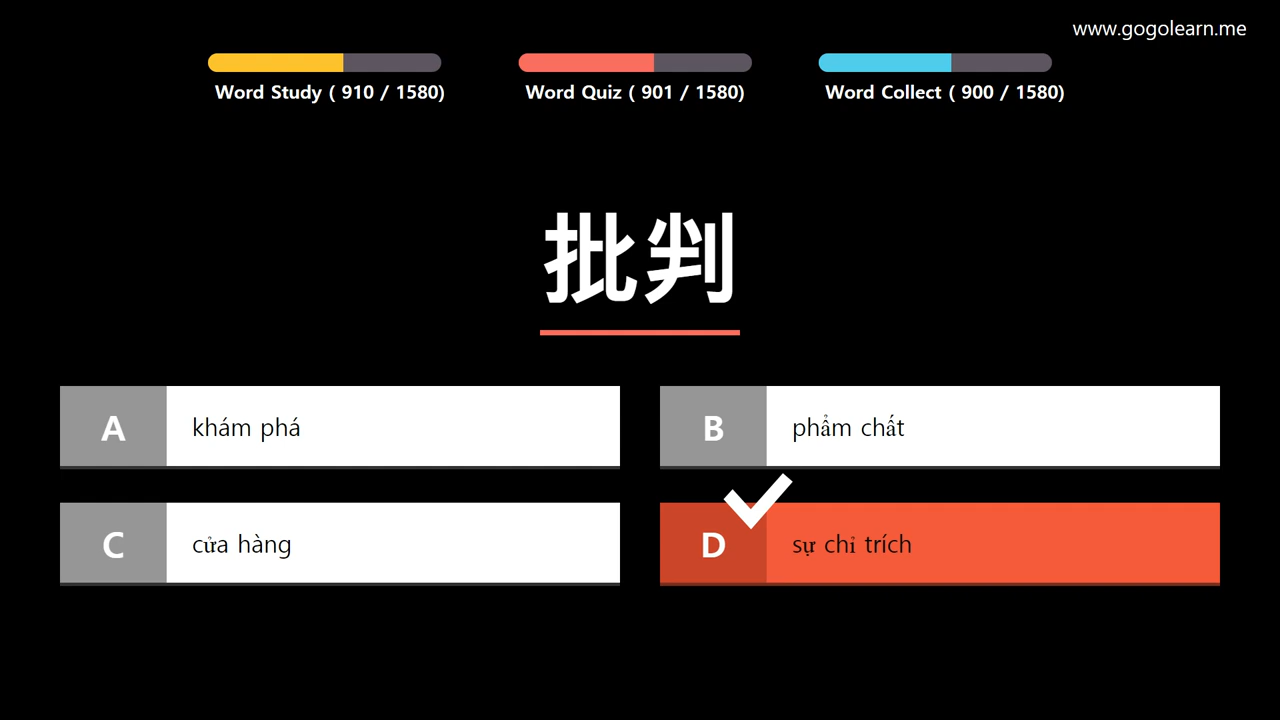 www.gogolearn.me
Word Study ( 910 / 1580)
Word Quiz ( 901 / 1580)
Word Collect ( 900 / 1580)
批判
A khám phá
B phẩm chất
C cửa hàng
D sự chỉ trích